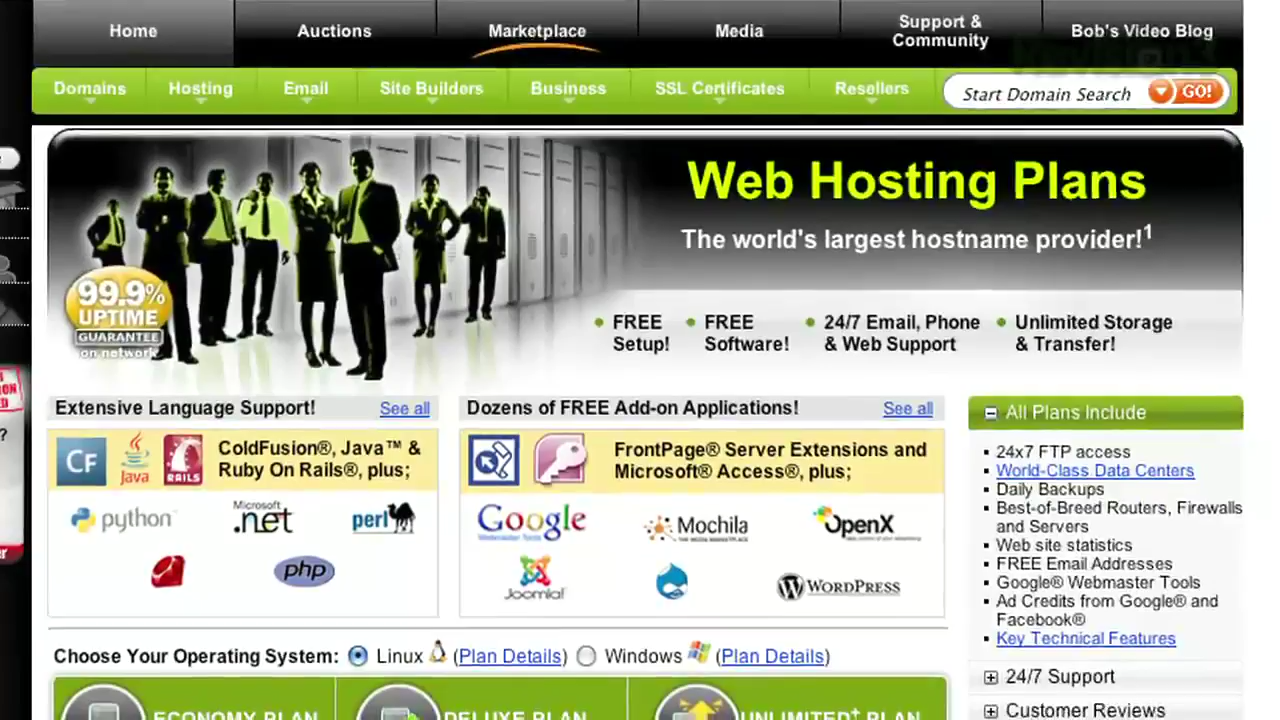 Home
Auctions
Marketplace
Media
Support &
Community
Bob's Video Blog
Domains
Hosting
Email
Site Builders
Business
SSL Certificates
Resellers
Start Domain Search
GO!
Web Hosting Plans
The world's largest hostname provider!1
99.9%
UPTIME
GUARANTEE
on network
FREE
Setup!
FREE
Software!
24/7 Email, Phone
& Web Support
Unlimited Storage
& Transfer!
Extensive Language Support!
See all
CF
Java
RAILS
ColdFusion®, Java™ &
Ruby On Rails®, plus;
python
Microsoft
.net
perl
php
Dozens of FREE Add-on Applications!
See all
FrontPage® Server Extensions and
Microsoft® Access®, plus;
Google
Webmaster Tools
Mochila
THE MEDIA MARKETPLACE
OpenX
Joomla!
WORDPRESS
Choose Your Operating System:
Linux
(Plan Details)
Windows
(Plan Details)
ECONOMY PLAN
DELUXE PLAN
UNLIMITED† PLAN
All Plans Include
24x7 FTP access
World-Class Data Centers
Daily Backups
Best-of-Breed Routers, Firewalls
and Servers
Web site statistics
FREE Email Addresses
Google® Webmaster Tools
Ad Credits from Google® and
Facebook®
Key Technical Features
24/7 Support
Customer Reviews